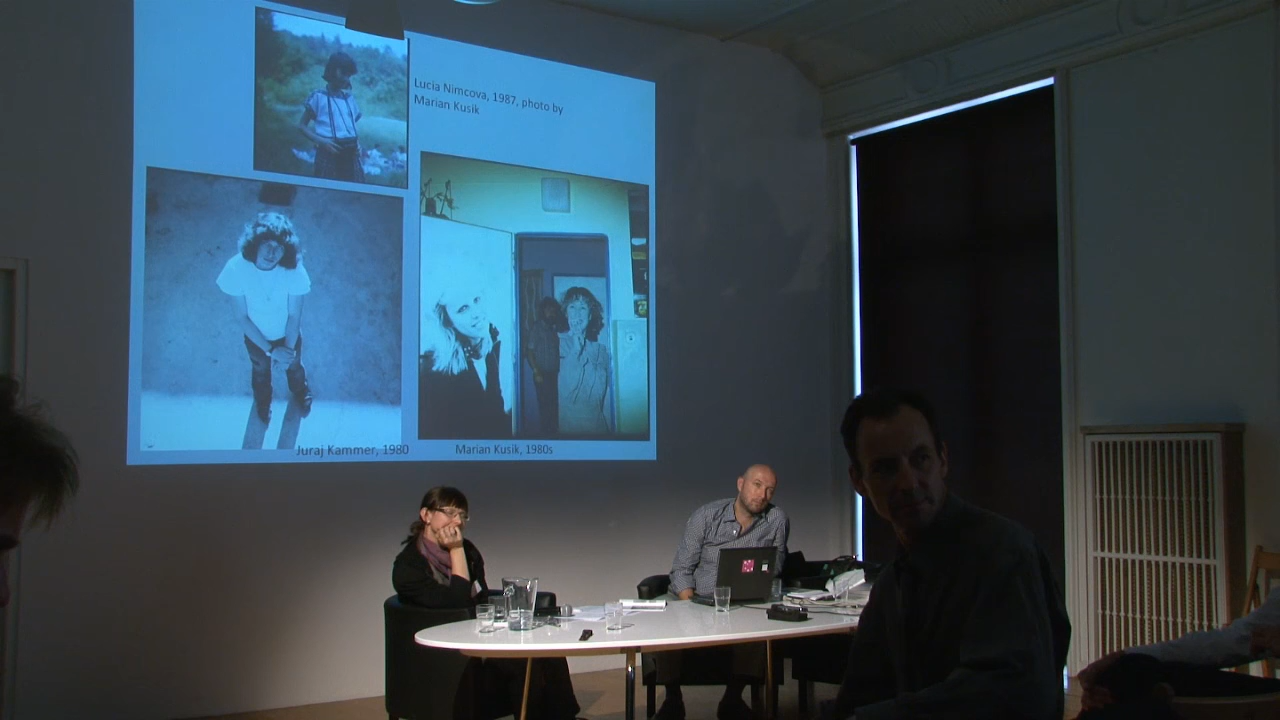 Lucia Nimcova, 1987, photo by
Marian Kusik
Juraj Kammer, 1980
Marian Kusik, 1980s